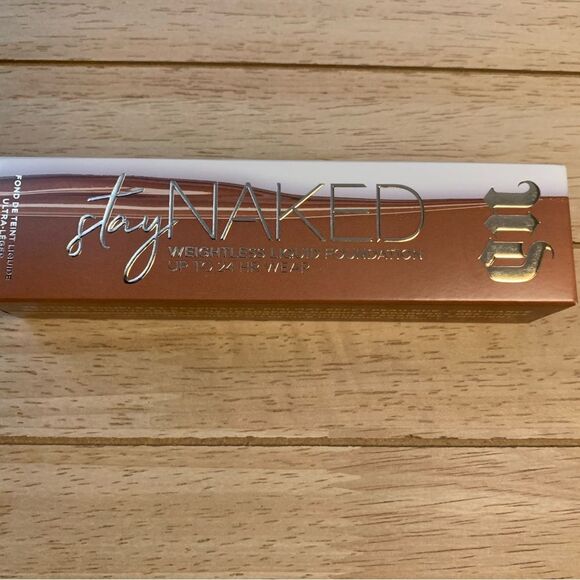 stay NAKED
WEIGHTLESS LIQUID FOUNDATION
UP TO 24 HR WEAR
UD
FOND DE TEINT LIQUIDE
ULTRA-LÉGER